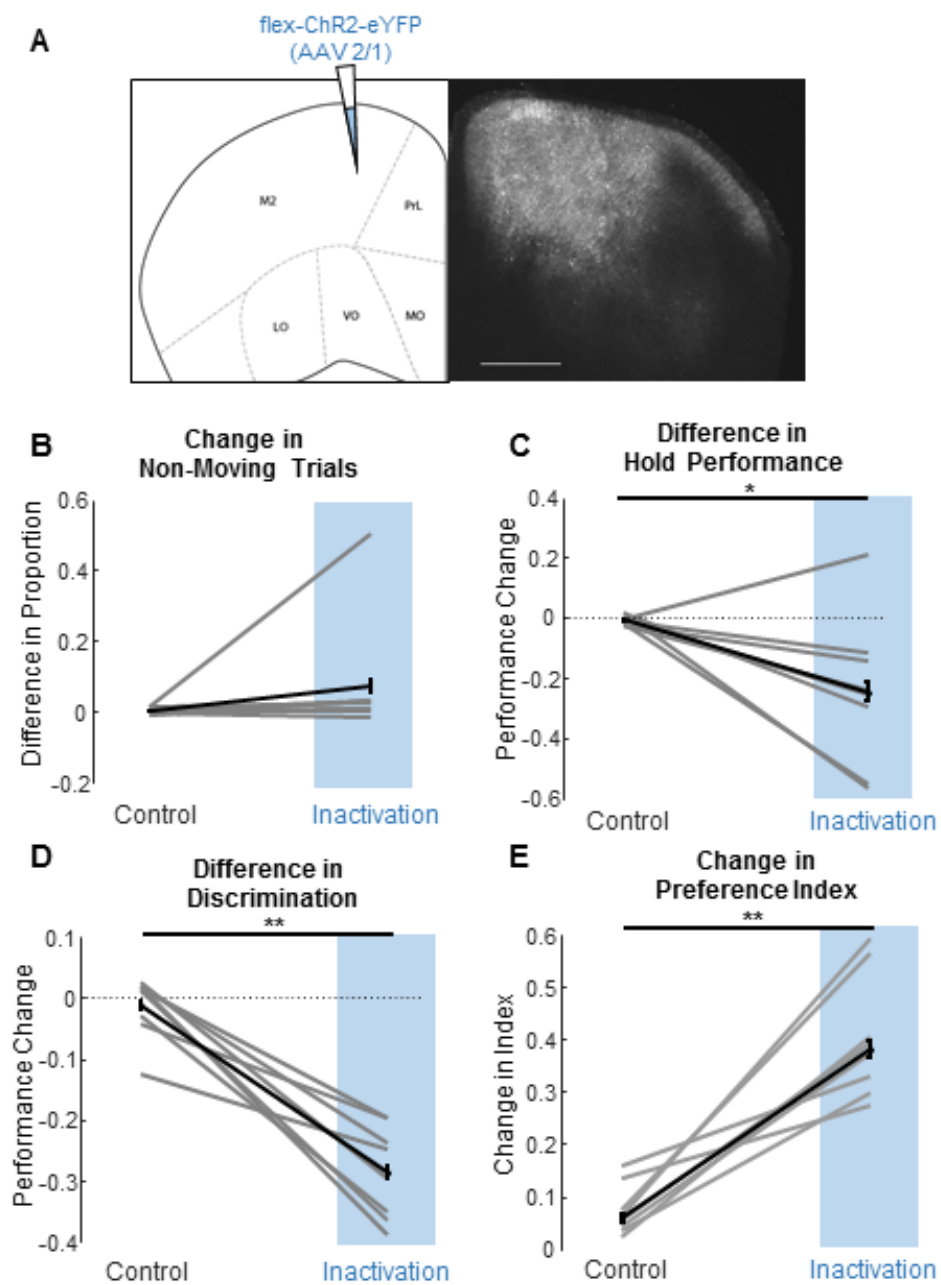 A
flex-ChR2-eYFP
(AAV 2/1)
M2
PrL
LO
VO
MO
B
Change in
Non-Moving Trials
Difference in Proportion
0.6
0.4
0.2
0
-0.2
Control
Inactivation
C
Difference in
Hold Performance
*
Performance Change
0.4
0.2
0
-0.2
-0.4
-0.6
Control
Inactivation
D
Difference in
Discrimination
**
Performance Change
0.1
0
-0.1
-0.2
-0.3
-0.4
Control
Inactivation
E
Change in
Preference Index
**
Change in Index
0.6
0.5
0.4
0.3
0.2
0.1
0
Control
Inactivation